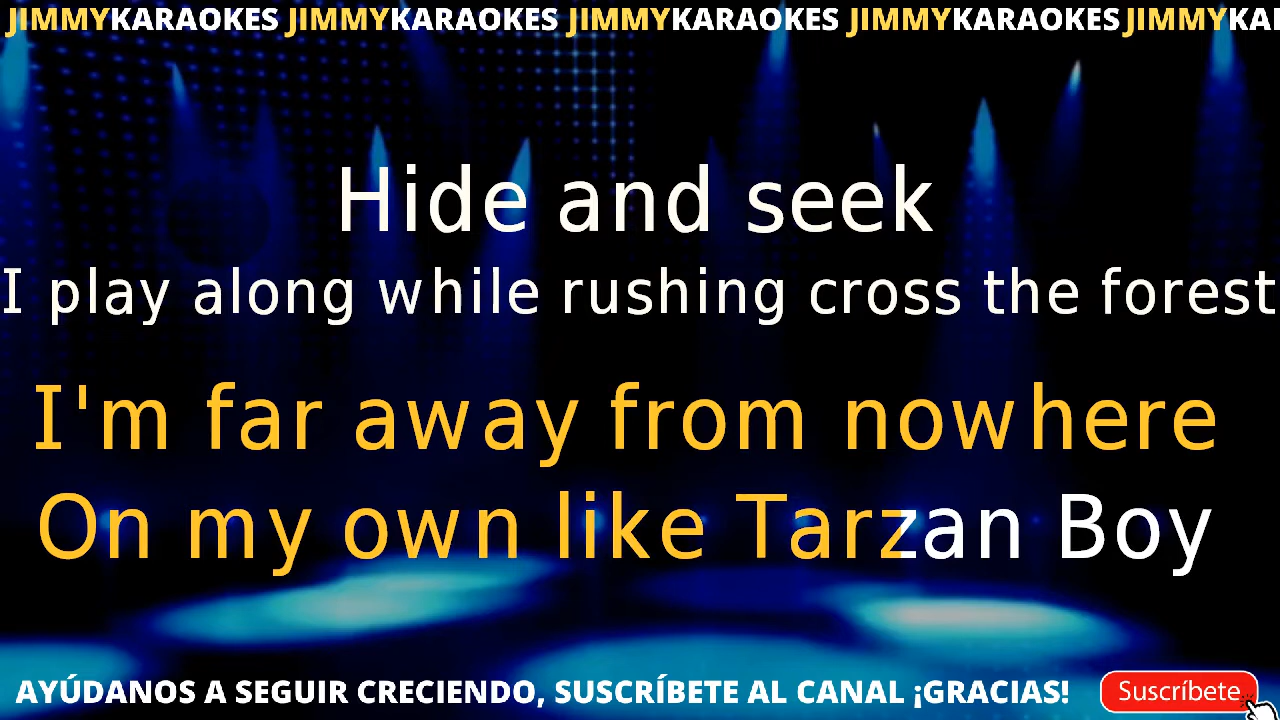 JIMMYKARAOKES JIMMYKARAOKES JIMMYKARAOKES JIMMYKARAOKES JIMMYKAI
Hide and seek
I play along while rushing cross the forest
I'm far away from nowhere
On my own like Tarzan Boy
AYÚDANOS A SEGUIR CRECIENDO, SUSCRÍBETE AL CANAL ¡GRACIAS!
Suscríbete